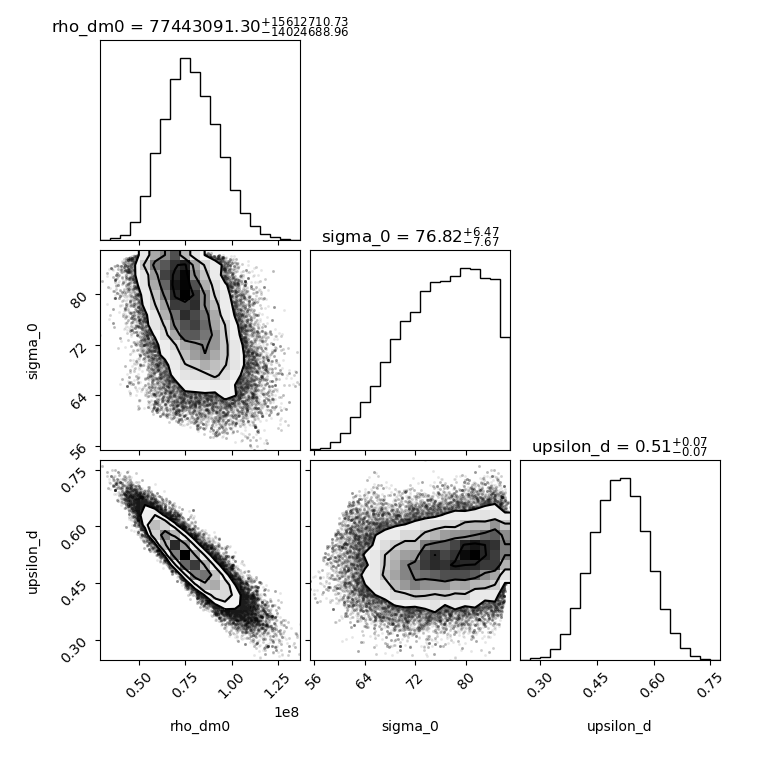 rho_dm0 = 77443091.30+15612710.73−14024688.96
sigma_0 = 76.82+6.47−7.67
sigma_0
80
72
64
56
upsilon_d = 0.51+0.07−0.07
upsilon_d
0.75
0.60
0.45
0.30
0.50 0.75 1.00 1.25
1e8
rho_dm0
56 64 72 80
sigma_0
0.30 0.45 0.60 0.75
upsilon_d